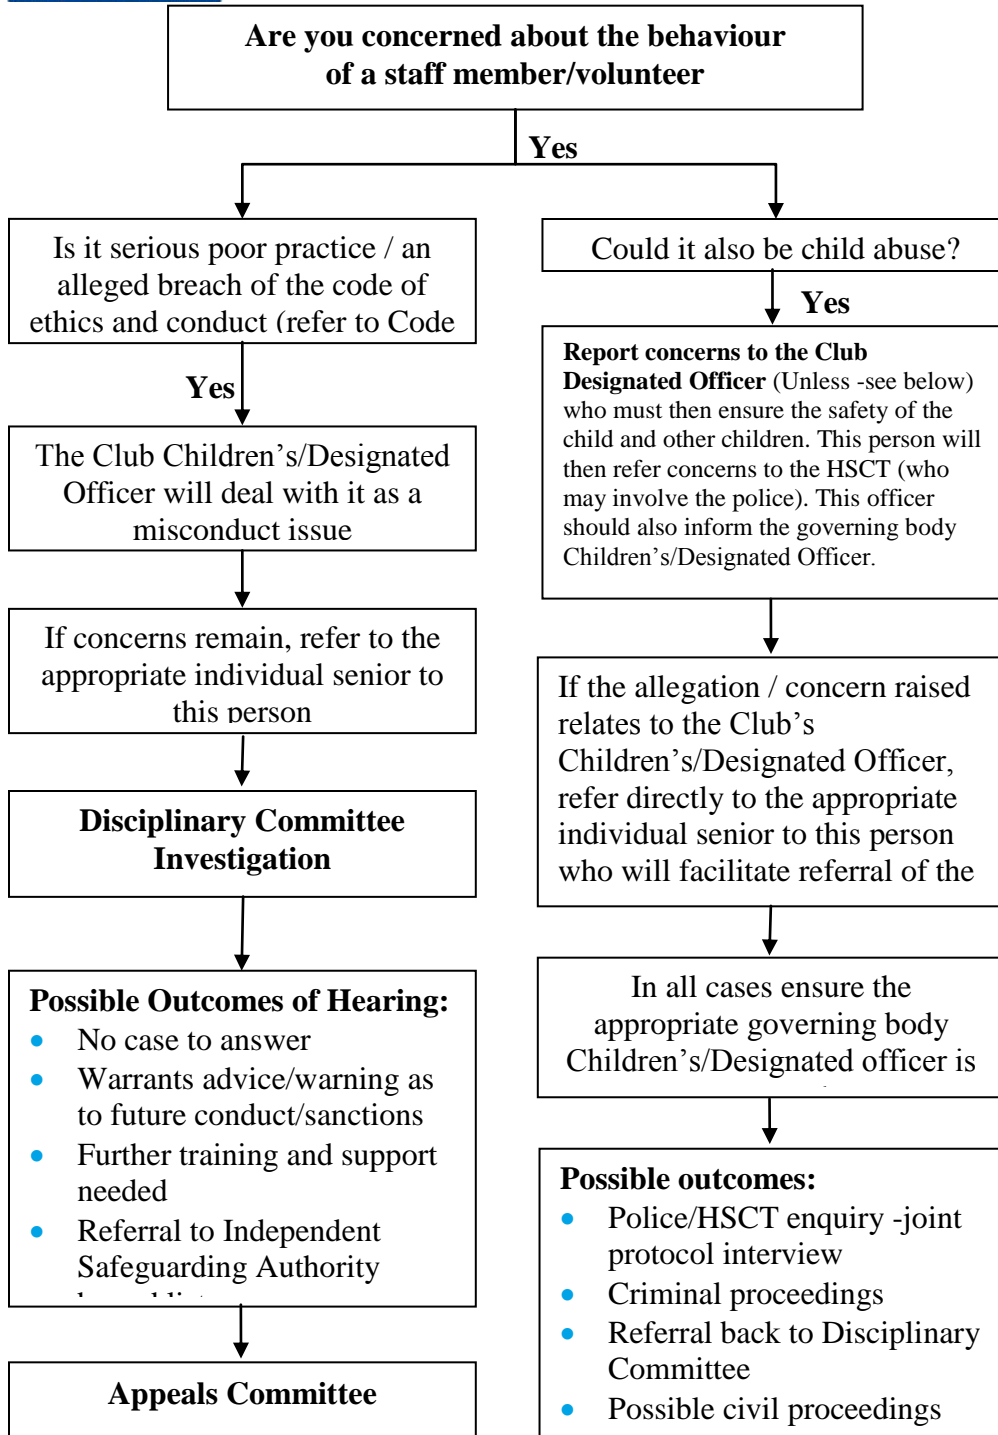 Are you concerned about the behaviour
of a staff member/volunteer
Yes
Is it serious poor practice / an
alleged breach of the code of
ethics and conduct (refer to Code
Yes
The Club Children's/Designated
Officer will deal with it as a
misconduct issue
If concerns remain, refer to the
appropriate individual senior to
this person
Disciplinary Committee
Investigation
Possible Outcomes of Hearing:
• No case to answer
• Warrants advice/warning as
to future conduct/sanctions
• Further training and support
needed
• Referral to Independent
Safeguarding Authority
Appeals Committee
Could it also be child abuse?
Yes
Report concerns to the Club
Designated Officer (Unless -see below)
who must then ensure the safety of the
child and other children. This person will
then refer concerns to the HSCT (who
may involve the police). This officer
should also inform the governing body
Children's/Designated Officer.
If the allegation / concern raised
relates to the Club's
Children's/Designated Officer,
refer directly to the appropriate
individual senior to this person
who will facilitate referral of the
In all cases ensure the
appropriate governing body
Children's/Designated officer is
Possible outcomes:
• Police/HSCT enquiry -joint
protocol interview
• Criminal proceedings
• Referral back to Disciplinary
Committee
• Possible civil proceedings